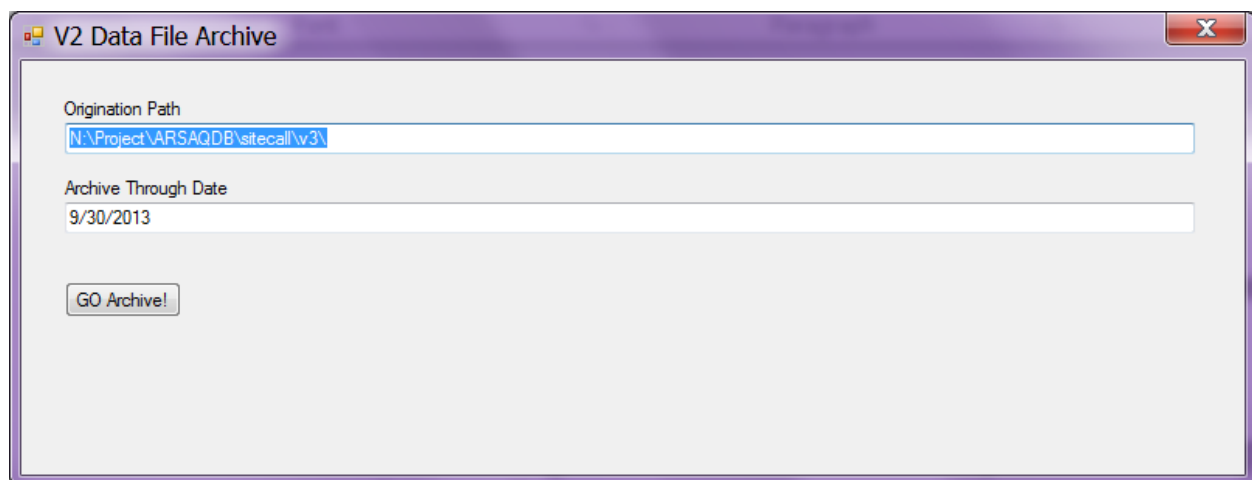 V2 Data File Archive
Origination Path
N:\Project\ARSAQDB\sitecall\v3\
Archive Through Date
9/30/2013
GO Archive!